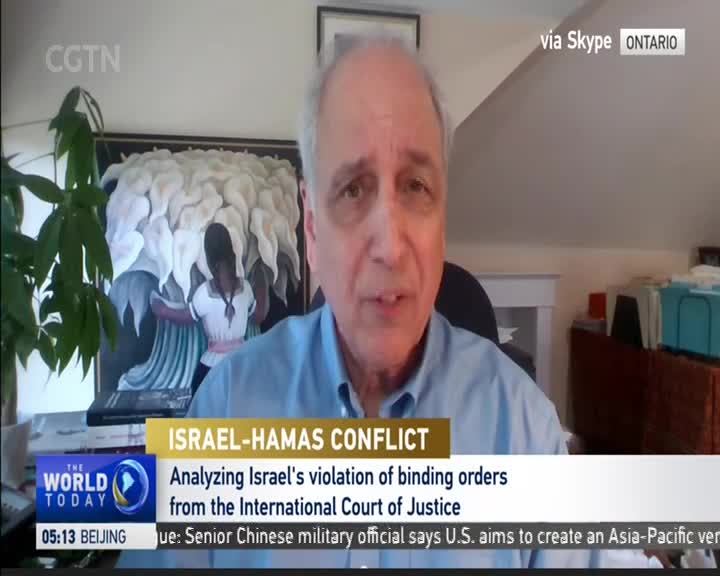 CGTN
via Skype ONTARIO
ISRAEL-HAMAS CONFLICT
Analyzing Israel's violation of binding orders
from the International Court of Justice
THE
WORLD
TODAY
05:13 BEIJING
ue: Senior Chinese military official says U.S. aims to create an Asia-Pacific ver